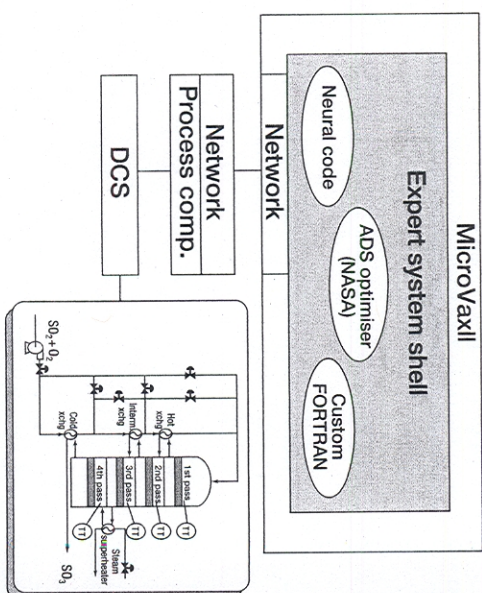 MicroVaxII
Expert system shell
Neural code
ADS optimiser
(NASA)
Custom
FORTRAN
Network
Network
Process comp.
DCS
SO₂ + O₂
Cold
xchg
Interm
xchg
Hot
xchg
1st pass
2nd pass
3rd pass
4th pass
TT
TT
TT
TT
Steam
superheater
SO₃